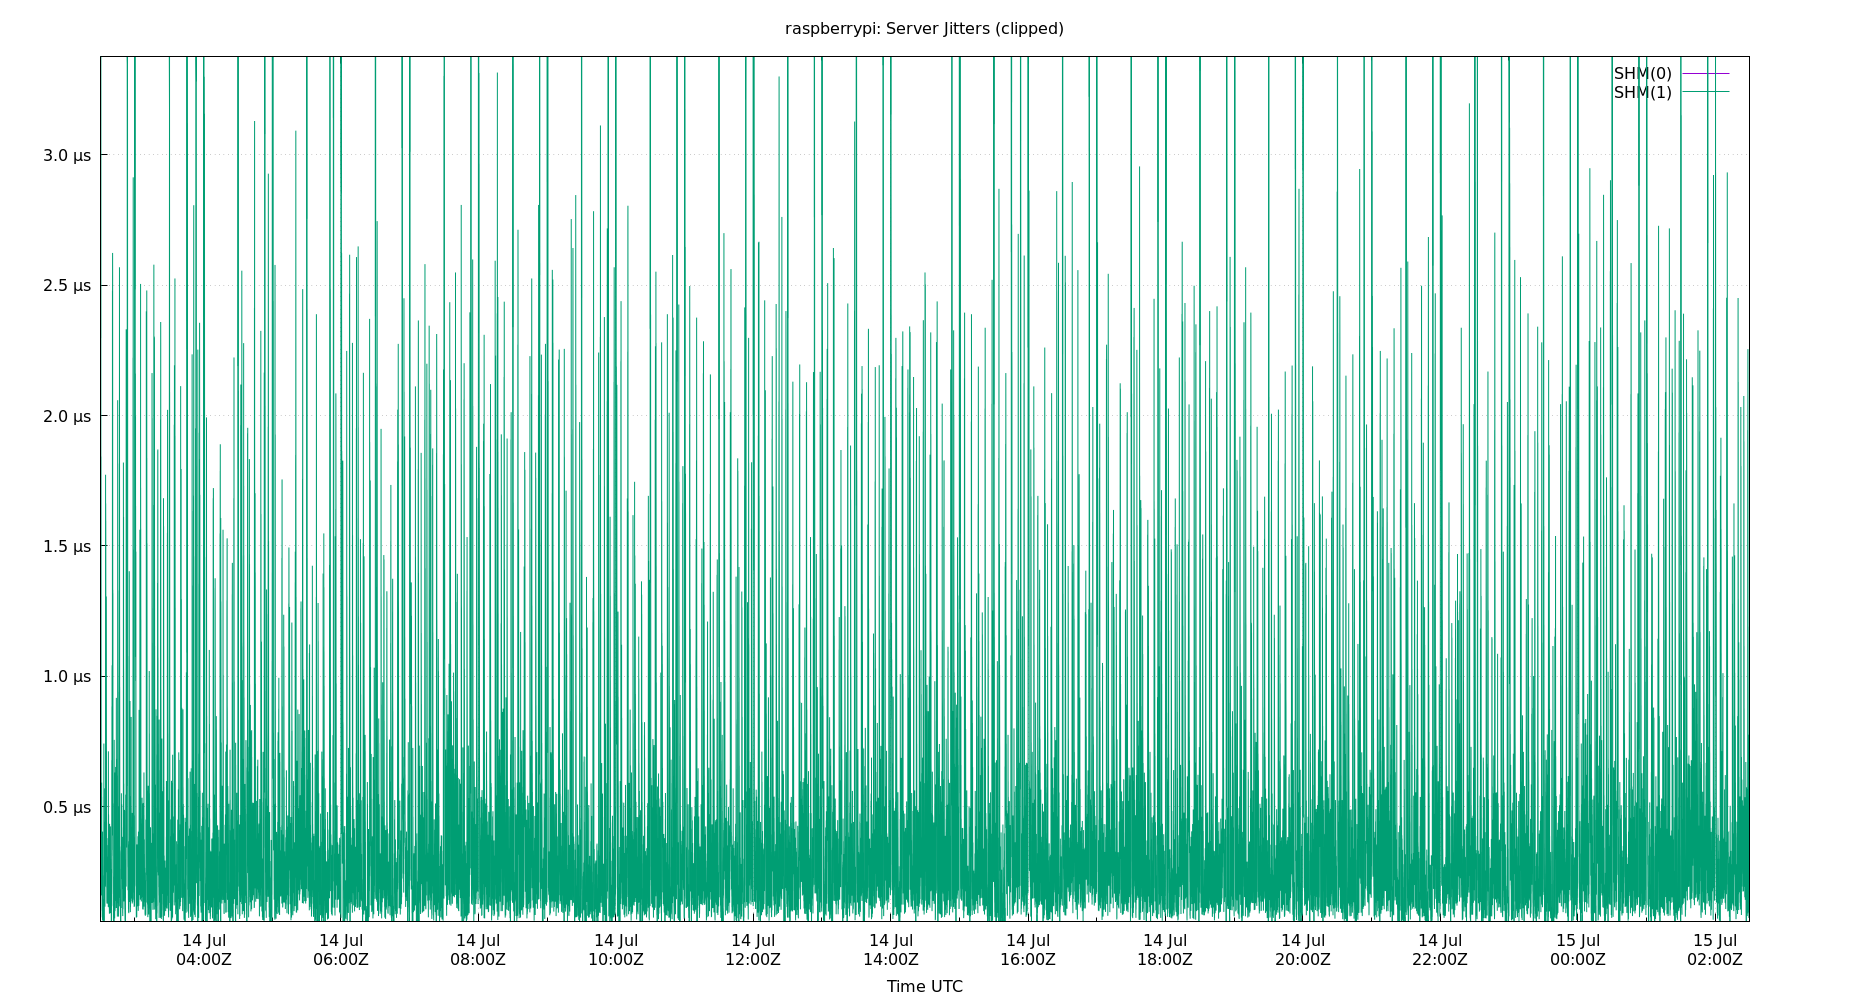 raspberrypi: Server Jitters (clipped)
SHM(0)
SHM(1)
3.0 µs
2.5 µs
2.0 µs
1.5 µs
1.0 µs
0.5 µs
14 Jul 14 Jul 14 Jul 14 Jul 14 Jul 14 Jul 14 Jul 14 Jul 14 Jul 14 Jul 15 Jul 15 Jul
04:00Z 06:00Z 08:00Z 10:00Z 12:00Z 14:00Z 16:00Z 18:00Z 20:00Z 22:00Z 00:00Z 02:00Z
Time UTC